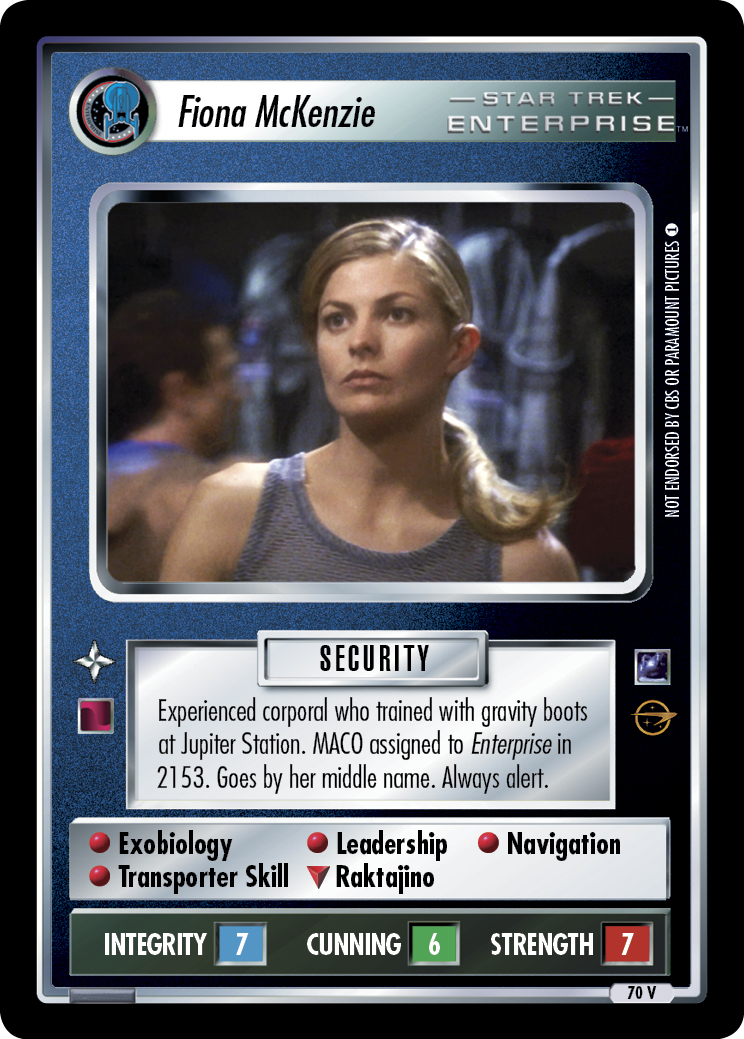 Fiona McKenzie
— STAR TREK —
ENTERPRISE™
NOT ENDORSED BY CBS OR PARAMOUNT PICTURES
SECURITY
Experienced corporal who trained with gravity boots
at Jupiter Station. MACO assigned to Enterprise in
2153. Goes by her middle name. Always alert.
Exobiology Leadership Navigation
Transporter Skill Raktajino
INTEGRITY 7 CUNNING 6 STRENGTH 7
70 V